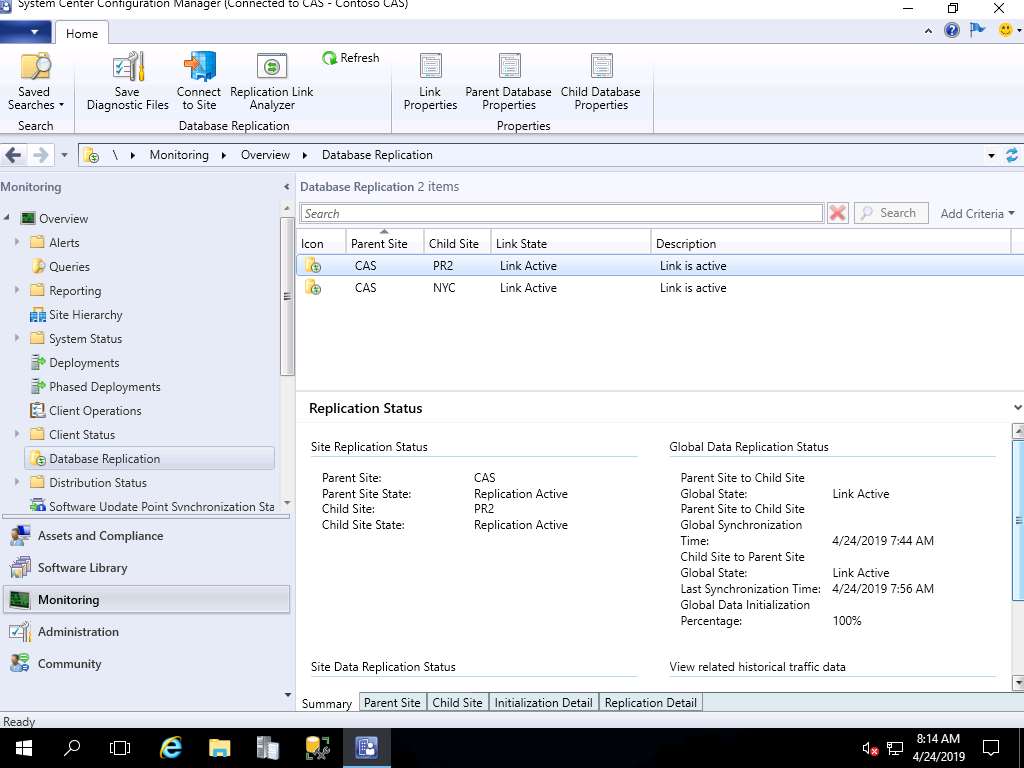 System Center Configuration Manager (Connected to CAS - Contoso CAS)
Home
Saved Searches
Save Diagnostic Files
Connect to Site
Replication Link Analyzer
Refresh
Link Properties
Parent Database Properties
Child Database Properties
Search
Database Replication
Properties
\ Monitoring Overview Database Replication
Monitoring
Overview
Alerts
Queries
Reporting
Site Hierarchy
System Status
Deployments
Phased Deployments
Client Operations
Client Status
Database Replication
Distribution Status
Software Update Point Synchronization Sta
Assets and Compliance
Software Library
Monitoring
Administration
Community
Database Replication 2 items
Search
Search
Add Criteria
Icon Parent Site Child Site Link State Description
CAS PR2 Link Active Link is active
CAS NYC Link Active Link is active
Replication Status
Site Replication Status
Parent Site: CAS
Parent Site State: Replication Active
Child Site: PR2
Child Site State: Replication Active
Global Data Replication Status
Parent Site to Child Site
Global State: Link Active
Parent Site to Child Site
Global Synchronization
Time: 4/24/2019 7:44 AM
Child Site to Parent Site
Global State: Link Active
Last Synchronization Time: 4/24/2019 7:56 AM
Global Data Initialization
Percentage: 100%
Site Data Replication Status
View related historical traffic data
Summary Parent Site Child Site Initialization Detail Replication Detail
Ready
8:14 AM
4/24/2019